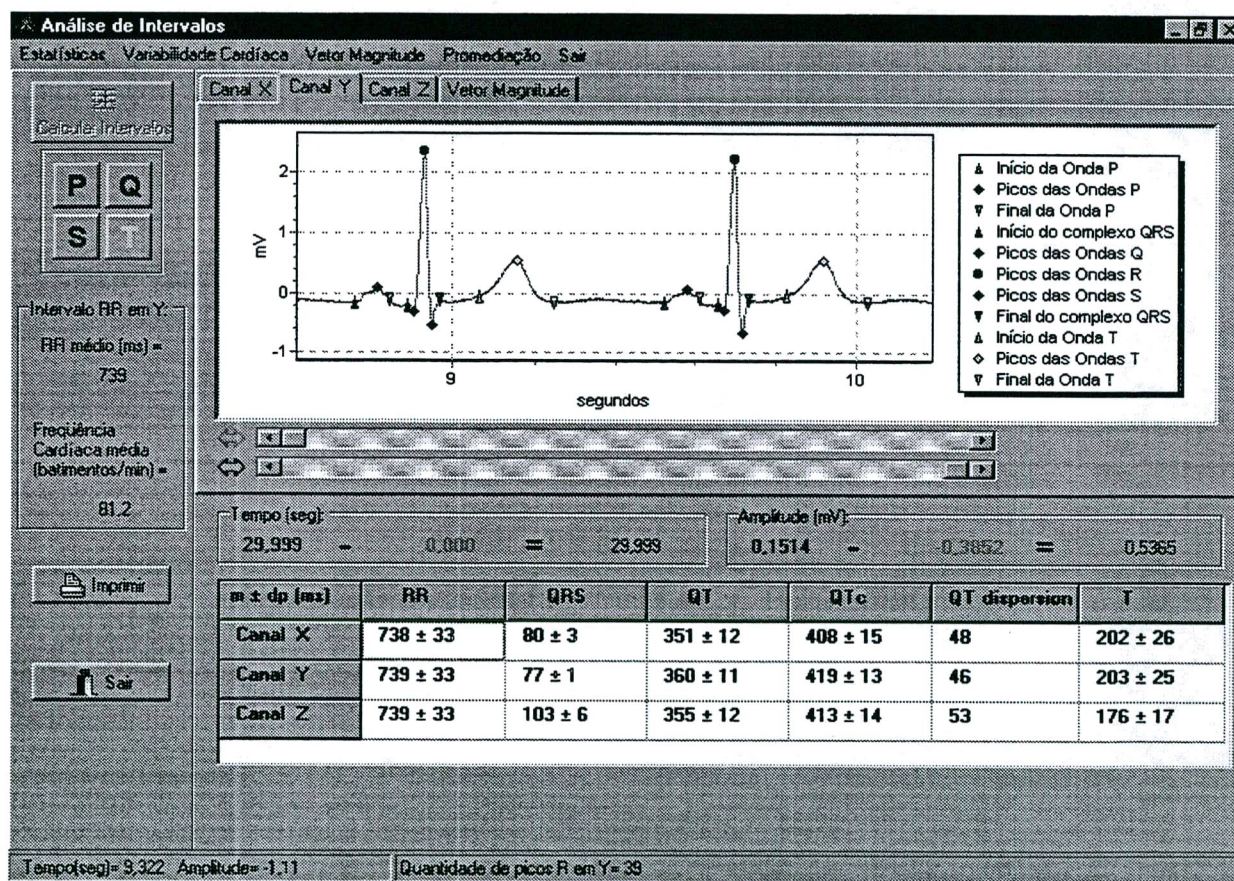 Análise de Intervalos
Estatísticas Variabilidade Cardíaca Vetor Magnitude Promediação Sair
Calcular Intervalos
P Q
S T
Intervalo RR em Y:
RR médio [ms] =
739
Freqüência
Cardíaca média
(batimentos/min) =
81,2
Imprimir
Sair
Canal X Canal Y Canal Z Vetor Magnitude
mV
2
1
0
-1
9 10
segundos
Início da Onda P
Picos das Ondas P
Final da Onda P
Início do complexo QRS
Picos das Ondas Q
Picos das Ondas R
Picos das Ondas S
Final do complexo QRS
Início da Onda T
Picos das Ondas T
Final da Onda T
Tempo [seg]:
29,999 - 0,000 = 29,999
Amplitude [mV]:
0,1514 - -0,3852 = 0,5365
m ± dp [ms] RR QRS QT QTc QT dispersion T
Canal X 738 ± 33 80 ± 3 351 ± 12 408 ± 15 48 202 ± 26
Canal Y 739 ± 33 77 ± 1 360 ± 11 419 ± 13 46 203 ± 25
Canal Z 739 ± 33 103 ± 6 355 ± 12 413 ± 14 53 176 ± 17
Tempo(seg)= 9,322 Amplitude= -1,11 Quantidade de picos R em Y= 39